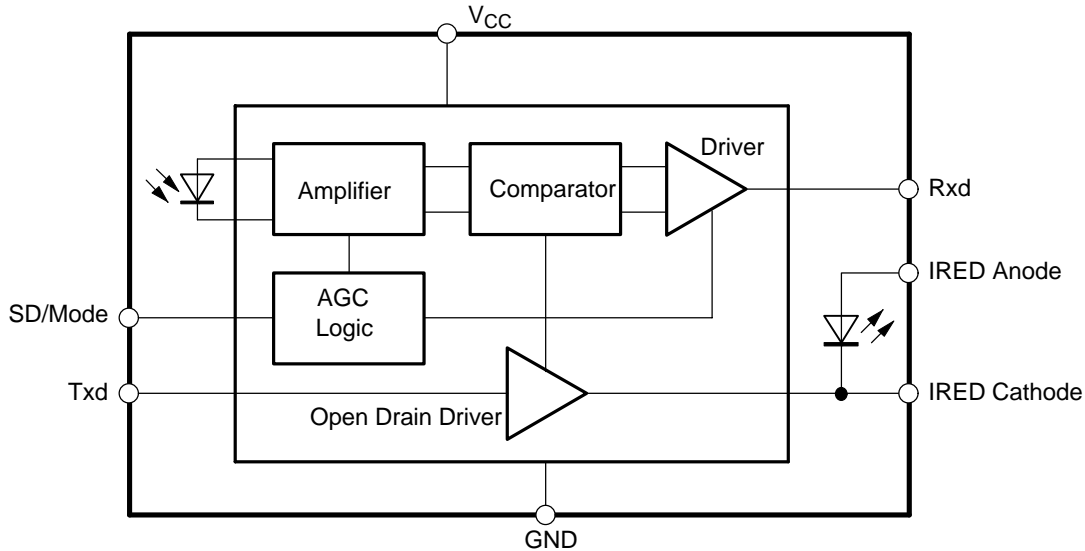 VCC
Driver
Amplifier
Comparator
Rxd
IRED Anode
SD/Mode
AGC
Logic
Txd
Open Drain Driver
IRED Cathode
GND